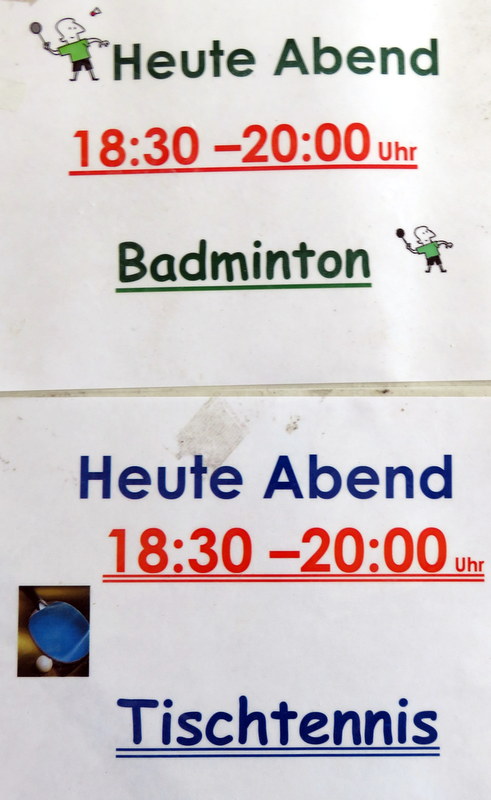 Heute Abend
18:30 –20:00 Uhr
Badminton
Heute Abend
18:30 –20:00 Uhr
Tischtennis